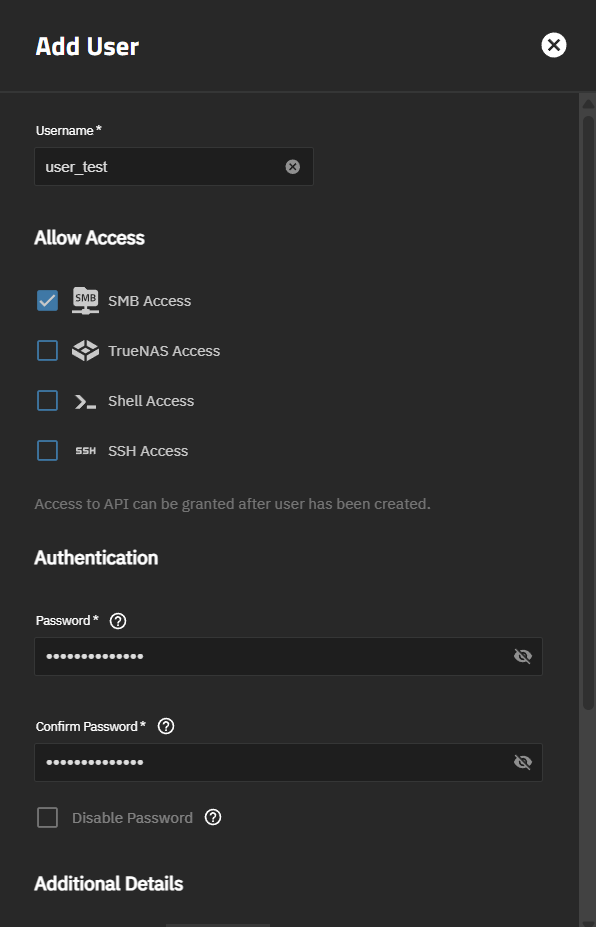 Add User
Username *
user_test
Allow Access
SMB SMB Access
TrueNAS Access
Shell Access
SSH SSH Access
Access to API can be granted after user has been created.
Authentication
Password * ?
••••••••••••••
Confirm Password * ?
••••••••••••••
Disable Password ?
Additional Details